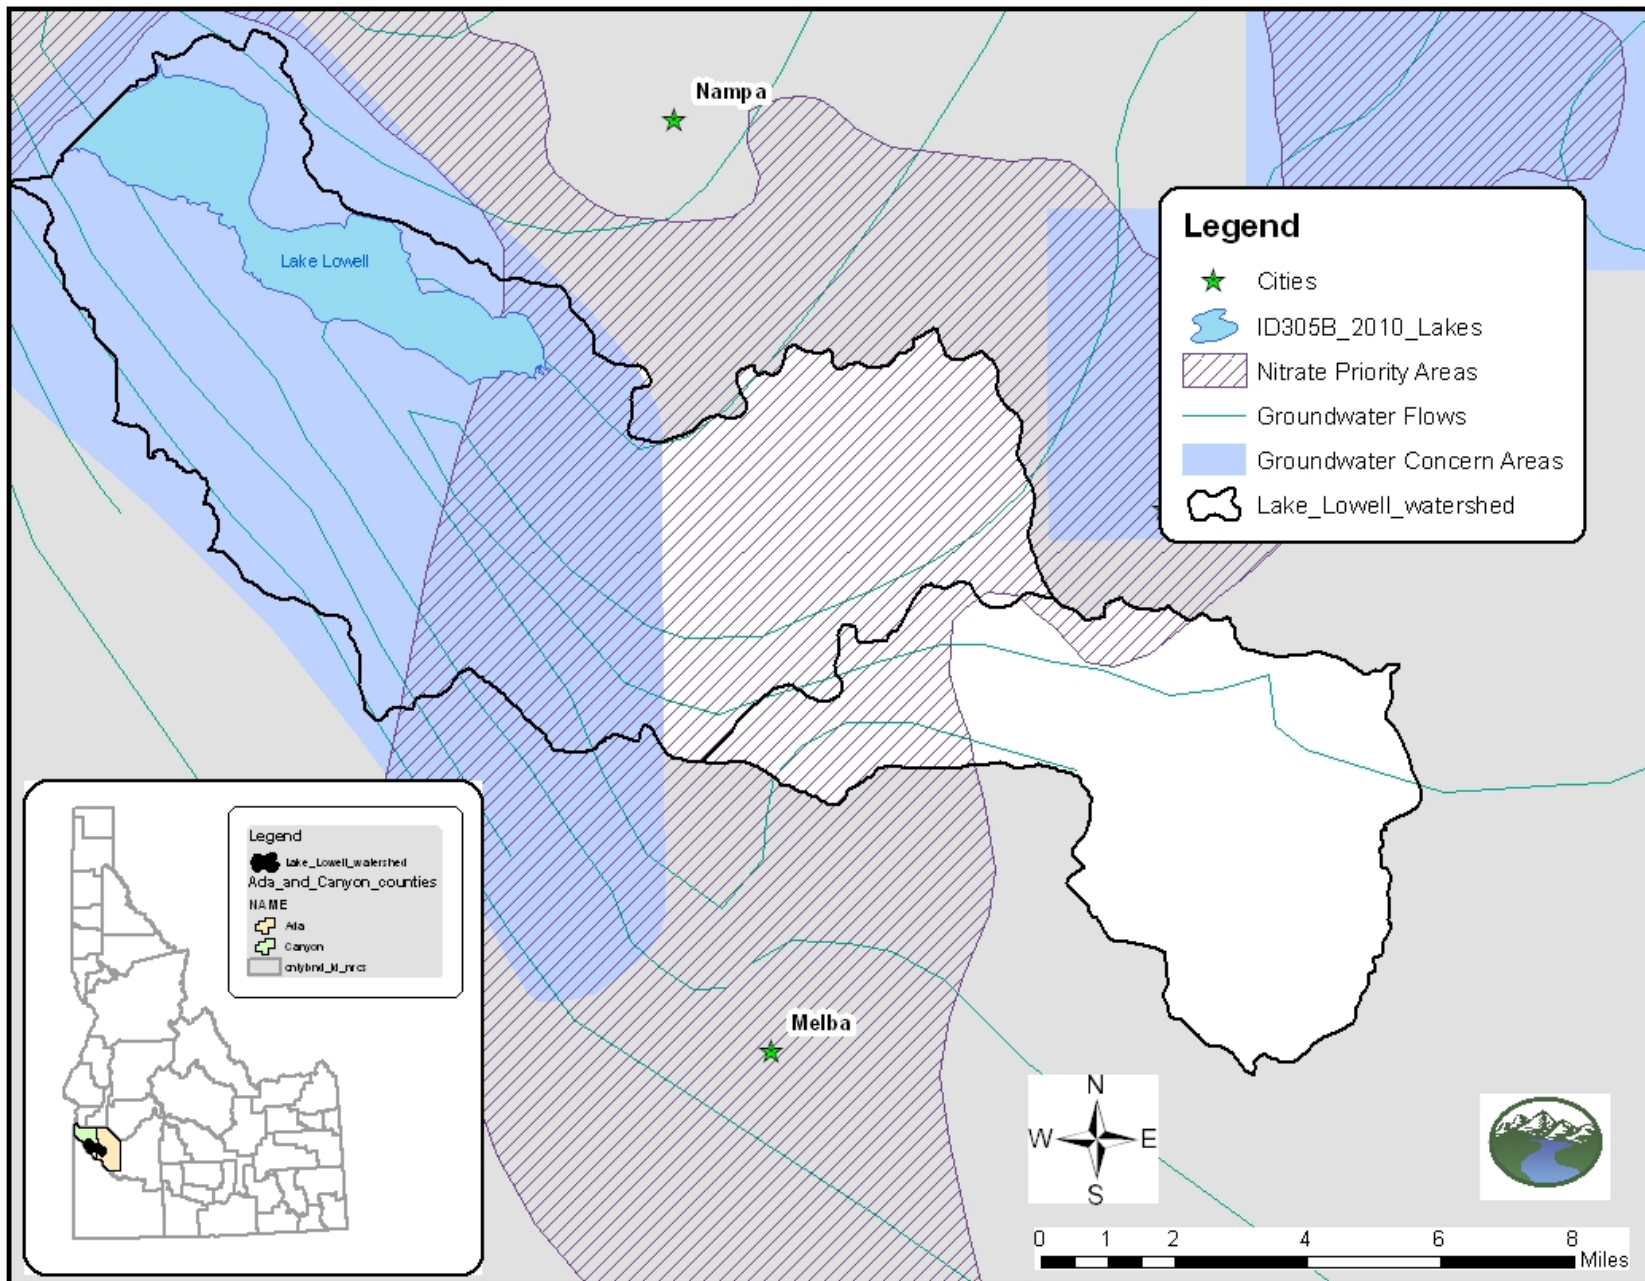 Nampa
Legend
Cities
ID305B_2010_Lakes
Nitrate Priority Areas
Groundwater Flows
Groundwater Concern Areas
Lake_Lowell_watershed
Lake Lowell
Legend
Lake_Lowell_watershed
Ada_and_Canyon_counties
NAME
Ada
Canyon
Melba
N
W E
S
0 1 2 4 6 8
Miles